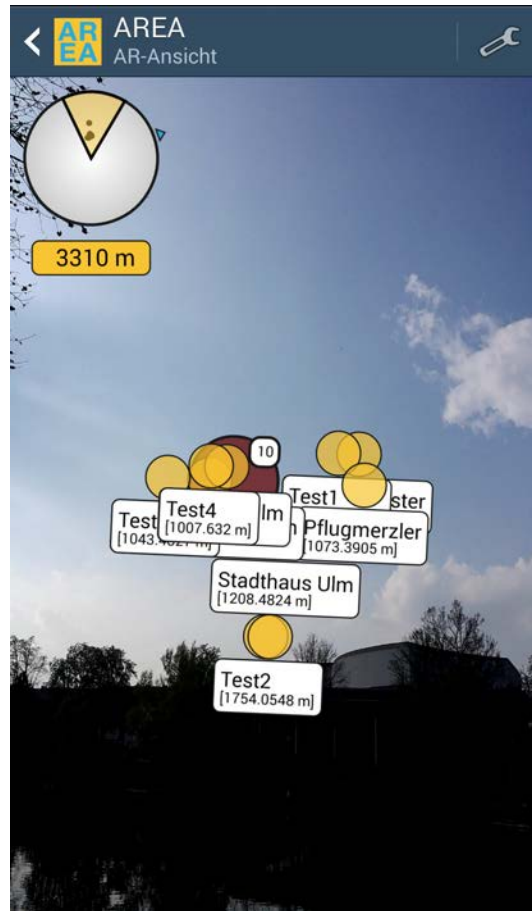 AR
EA
AREA
AR-Ansicht
3310 m
10
Test1
ster
Test4
[1007.632 m]
lm
Test
Pflugmerzler
[1073.3905 m]
Stadthaus Ulm
[1208.4824 m]
Test2
[1754.0548 m]